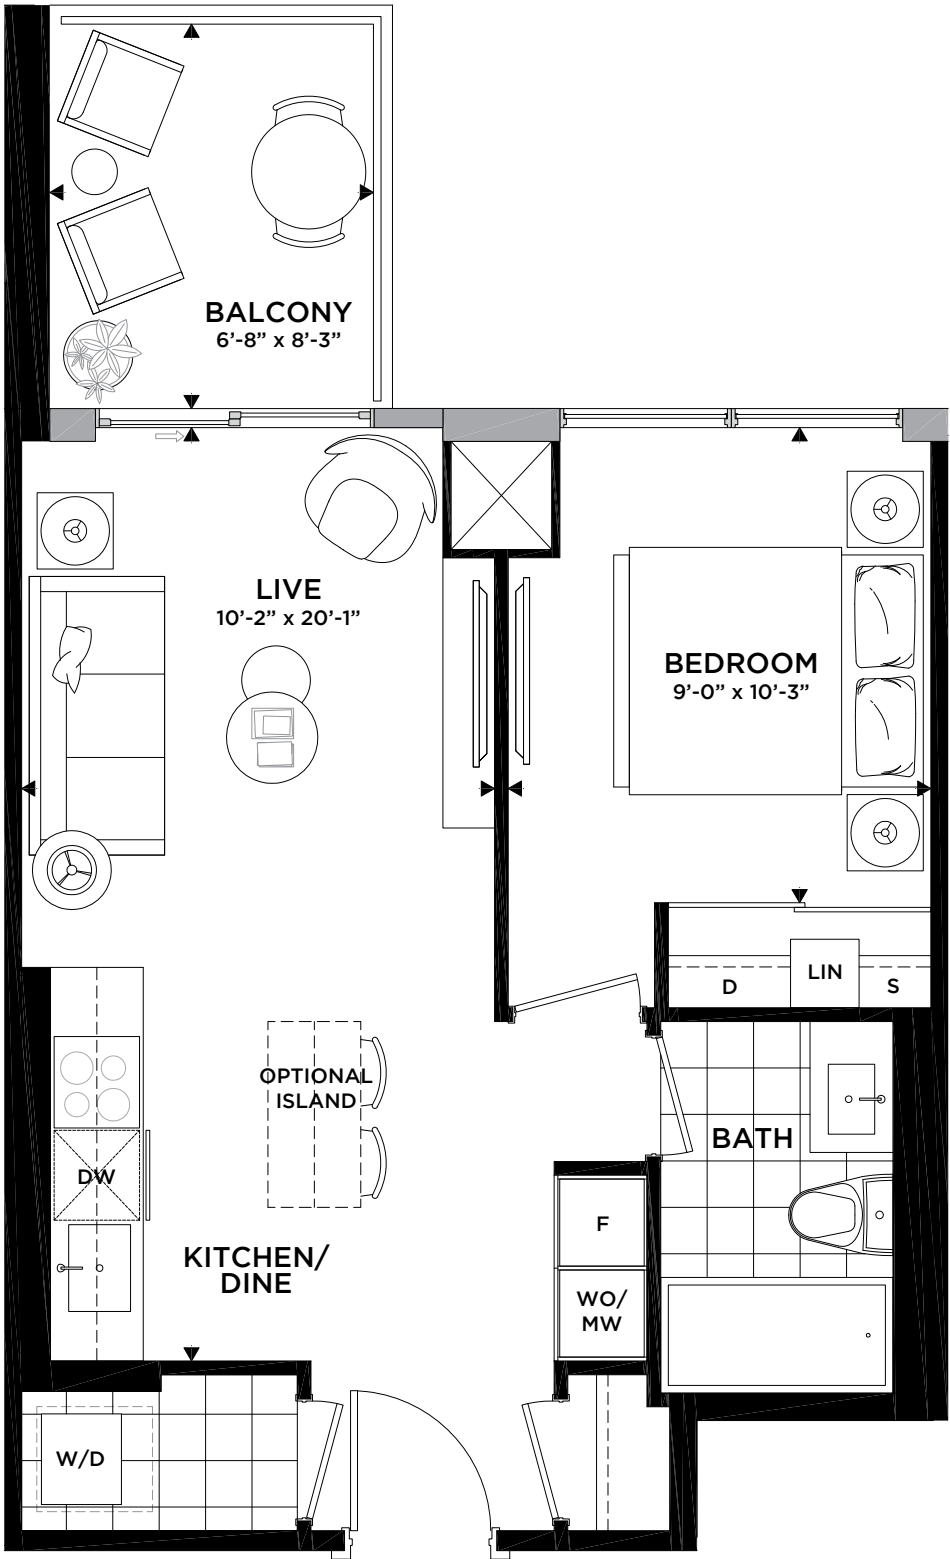 BALCONY
6'-8” x 8'-3”
LIVE
10'-2” x 20'-1”
BEDROOM
9'-0” x 10'-3”
D
LIN
S
OPTIONAL
ISLAND
BATH
DW
F
KITCHEN/
DINE
WO/
MW
W/D